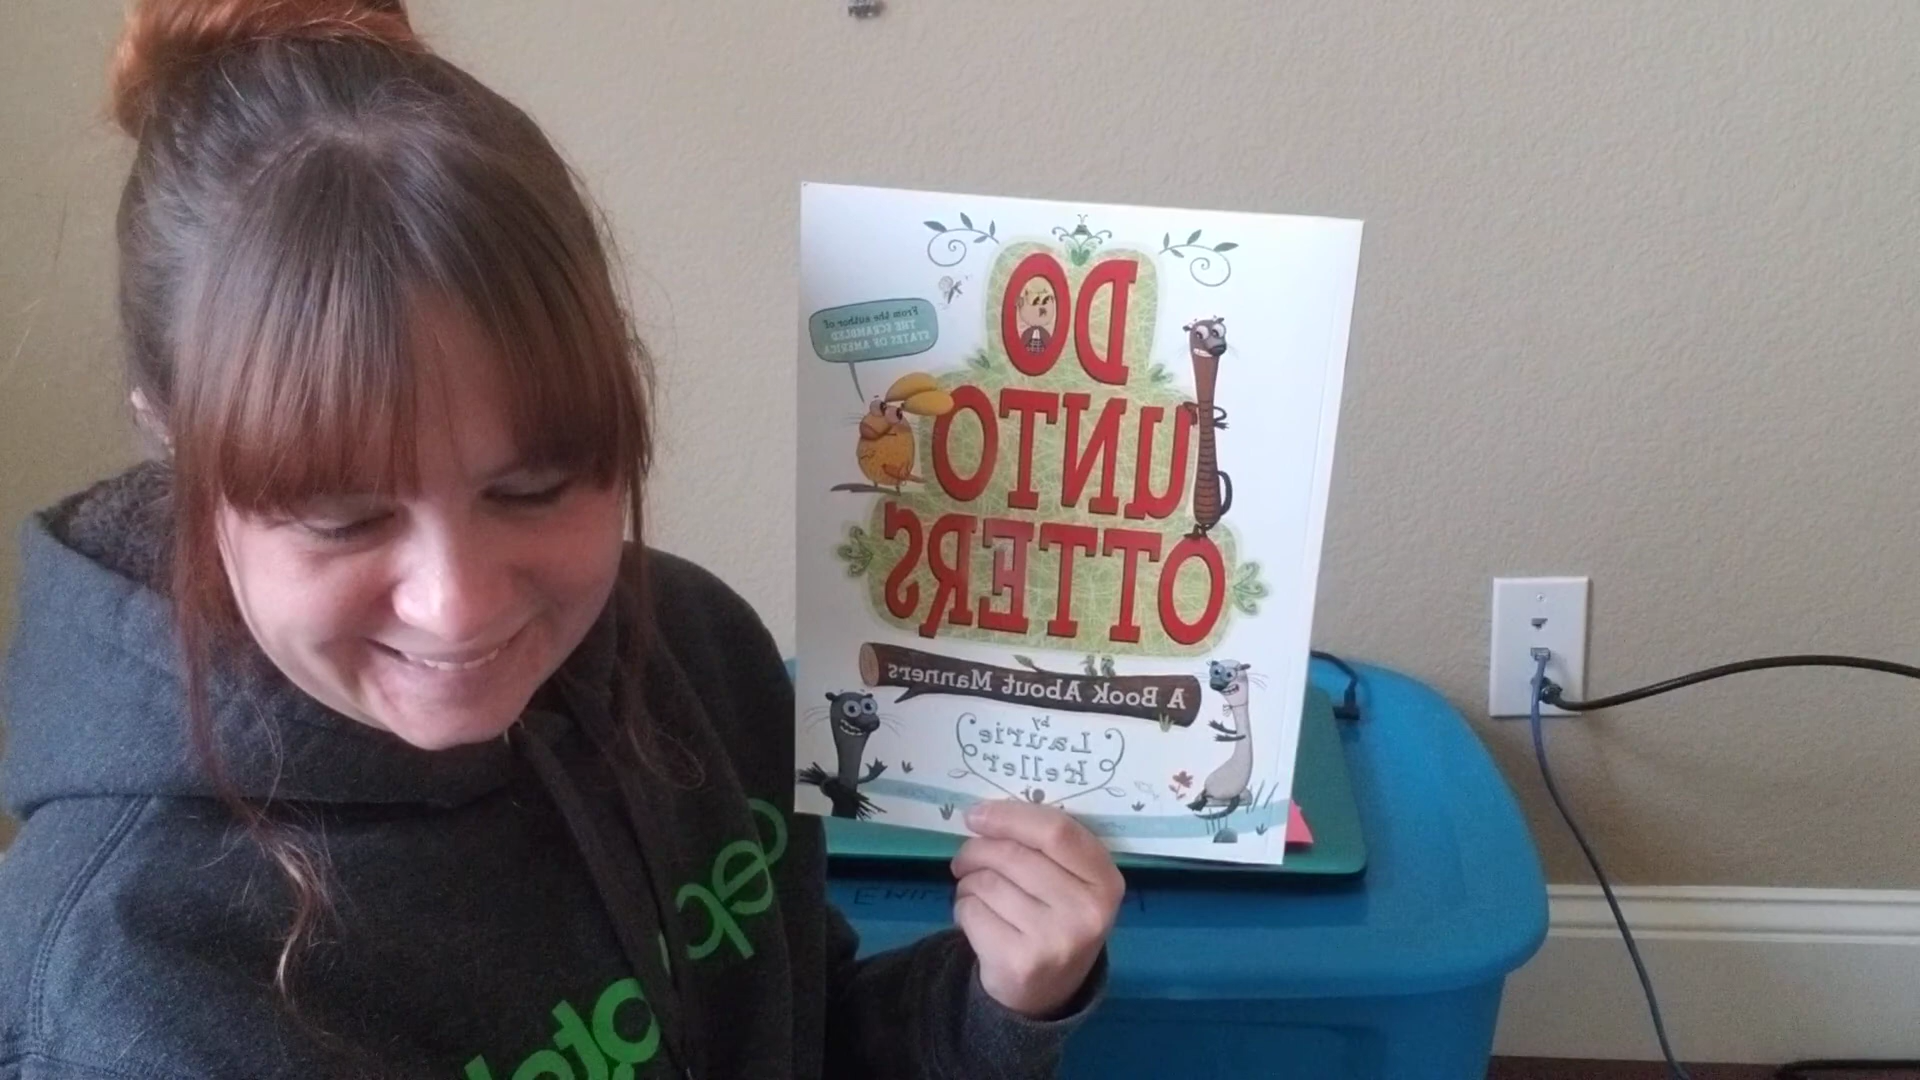 From the author of
THE SCRAMBLED
STATES OF AMERICA
DO
UNTO
OTTERS
A Book About Manners
by
Laurie
Keller